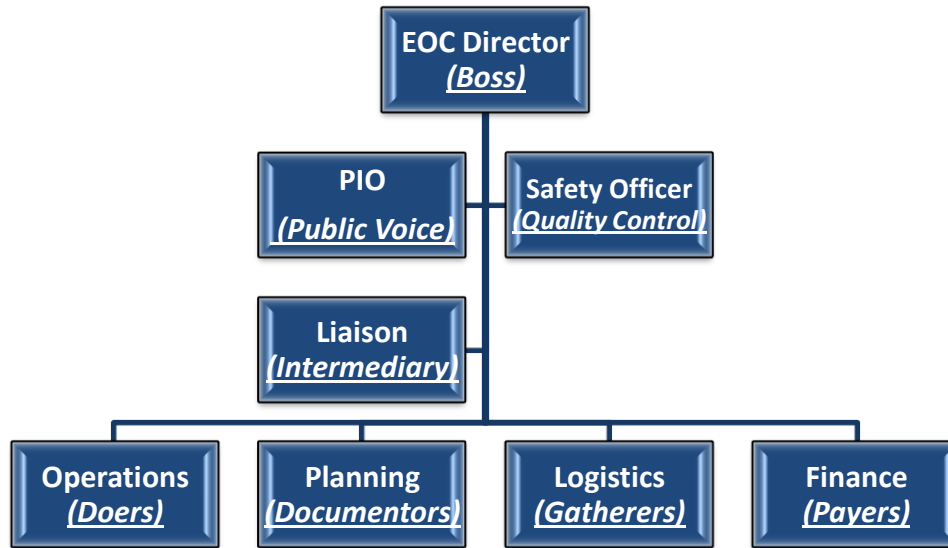 EOC Director
(Boss)
PIO
(Public Voice)
Safety Officer
(Quality Control)
Liaison
(Intermediary)
Operations
(Doers)
Planning
(Documentors)
Logistics
(Gatherers)
Finance
(Payers)